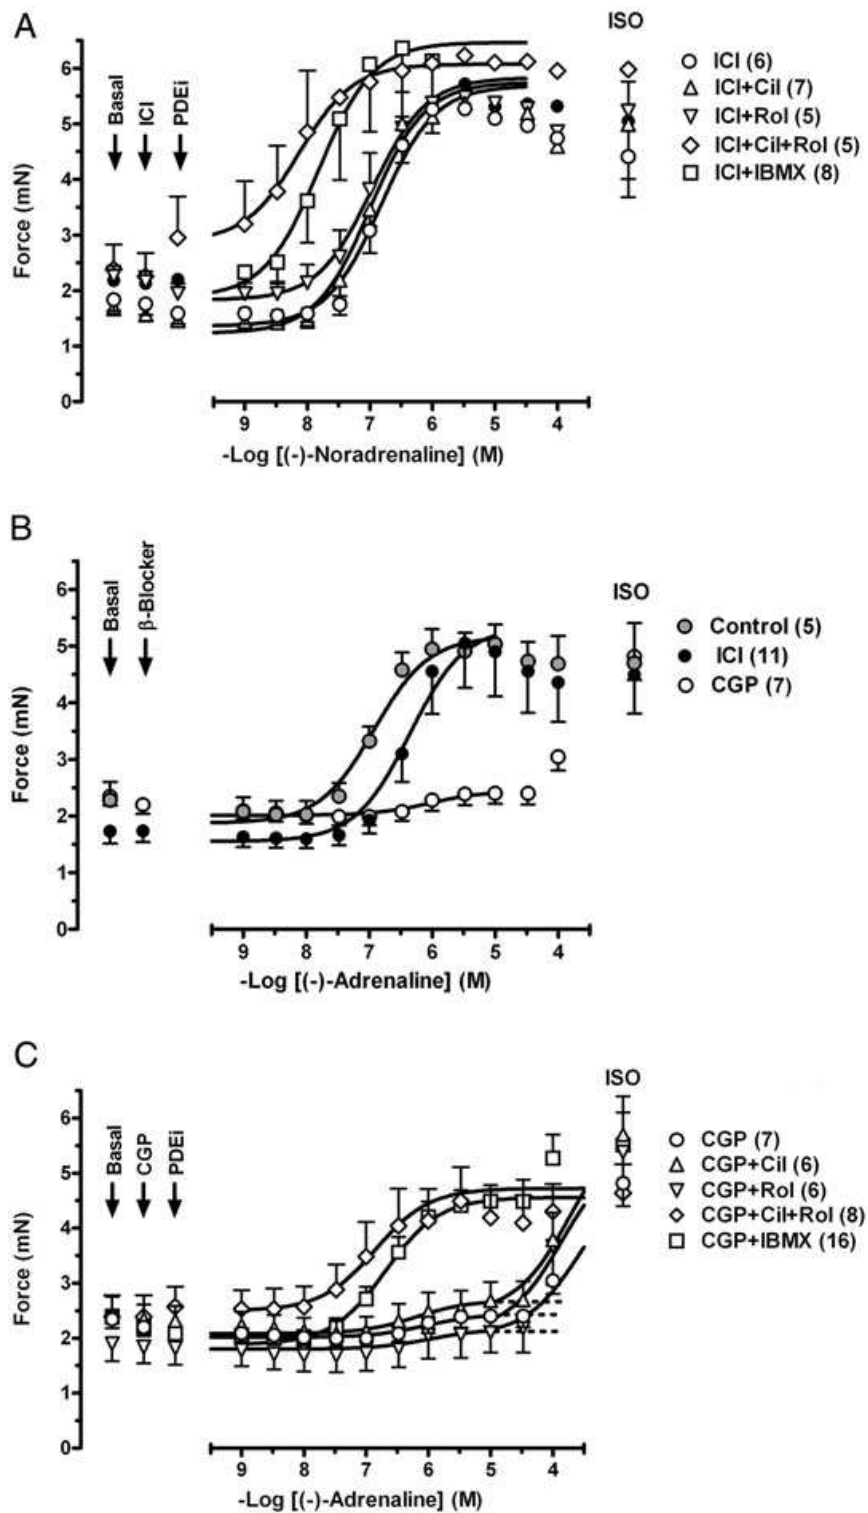 A
ISO
Basal
ICI
PDEi
ICI (6)
ICI+Cil (7)
ICI+Rol (5)
ICI+Cil+Rol (5)
ICI+IBMX (8)
Force (mN)
6
5
4
3
2
1
0
9 8 7 6 5 4
-Log [(-)-Noradrenaline] (M)
B
ISO
Basal
β-Blocker
Control (5)
ICI (11)
CGP (7)
Force (mN)
6
5
4
3
2
1
0
9 8 7 6 5 4
-Log [(-)-Adrenaline] (M)
C
ISO
Basal
CGP
PDEi
CGP (7)
CGP+Cil (6)
CGP+Rol (6)
CGP+Cil+Rol (8)
CGP+IBMX (16)
Force (mN)
6
5
4
3
2
1
0
9 8 7 6 5 4
-Log [(-)-Adrenaline] (M)